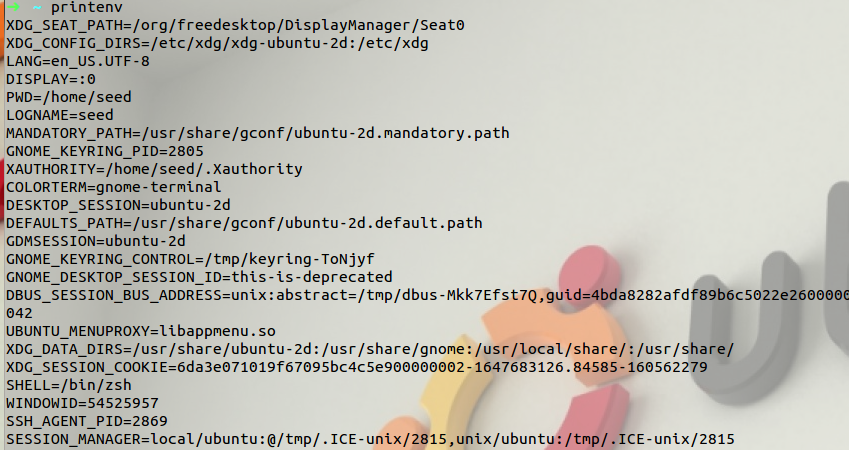 ➜ ~ printenv
XDG_SEAT_PATH=/org/freedesktop/DisplayManager/Seat0
XDG_CONFIG_DIRS=/etc/xdg/xdg-ubuntu-2d:/etc/xdg
LANG=en_US.UTF-8
DISPLAY=:0
PWD=/home/seed
LOGNAME=seed
MANDATORY_PATH=/usr/share/gconf/ubuntu-2d.mandatory.path
GNOME_KEYRING_PID=2805
XAUTHORITY=/home/seed/.Xauthority
COLORTERM=gnome-terminal
DESKTOP_SESSION=ubuntu-2d
DEFAULTS_PATH=/usr/share/gconf/ubuntu-2d.default.path
GDMSESSION=ubuntu-2d
GNOME_KEYRING_CONTROL=/tmp/keyring-ToNjyf
GNOME_DESKTOP_SESSION_ID=this-is-deprecated
DBUS_SESSION_BUS_ADDRESS=unix:abstract=/tmp/dbus-Mkk7Efst7Q,guid=4bda8282afdf89b6c5022e2600000
042
UBUNTU_MENUPROXY=libappmenu.so
XDG_DATA_DIRS=/usr/share/ubuntu-2d:/usr/share/gnome:/usr/local/share/:/usr/share/
XDG_SESSION_COOKIE=6da3e071019f67095bc4c5e900000002-1647683126.84585-160562279
SHELL=/bin/zsh
WINDOWID=54525957
SSH_AGENT_PID=2869
SESSION_MANAGER=local/ubuntu:@/tmp/.ICE-unix/2815,unix/ubuntu:/tmp/.ICE-unix/2815